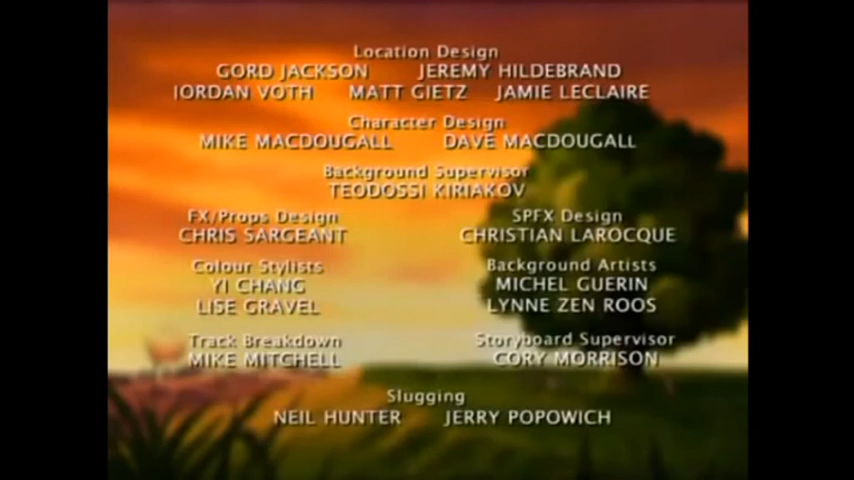 Location Design
GORD JACKSON JEREMY HILDEBRAND
JORDAN VOTH MATT GIETZ JAMIE LECLAIRE
Character Design
MIKE MACDOUGALL DAVE MACDOUGALL
Background Supervisor
TEODOSSI KIRIAKOV
FX/Props Design
CHRIS SARGEANT
SPFX Design
CHRISTIAN LAROCQUE
Colour Stylists
YI CHANG
LISE GRAVEL
Background Artists
MICHEL GUERIN
LYNNE ZEN ROOS
Track Breakdown
MIKE MITCHELL
Storyboard Supervisor
CORY MORRISON
Slugging
NEIL HUNTER JERRY POPOWICH